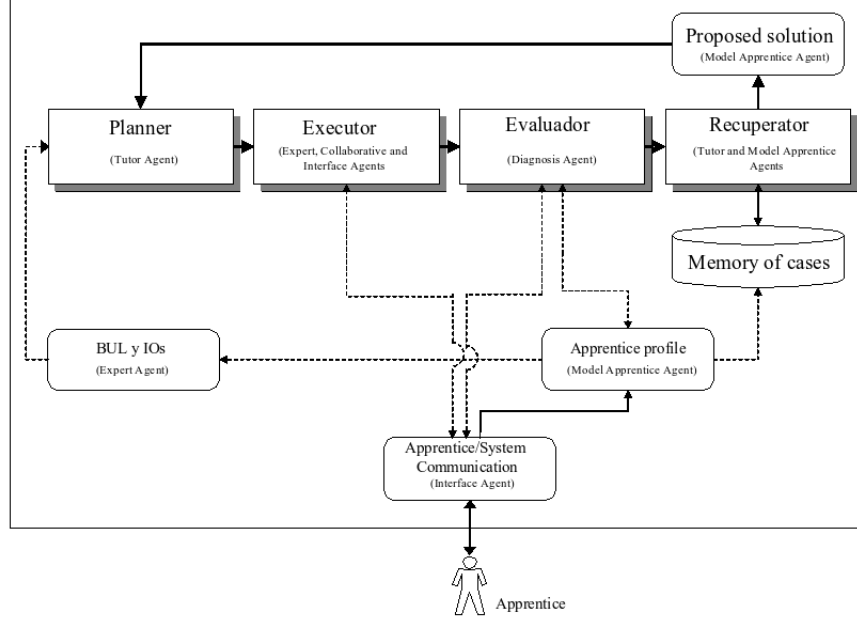 Proposed solution
(Model Apprentice Agent)
Planner
(Tutor Agent)
Executor
(Expert, Collaborative and
Interface Agents)
Evaluador
(Diagnosis Agent)
Recuperator
(Tutor and Model Apprentice
Agents)
Memory of cases
BUL y IOs
(Expert Agent)
Apprentice profile
(Model Apprentice Agent)
Apprentice/System
Communication
(Interface Agent)
Apprentice